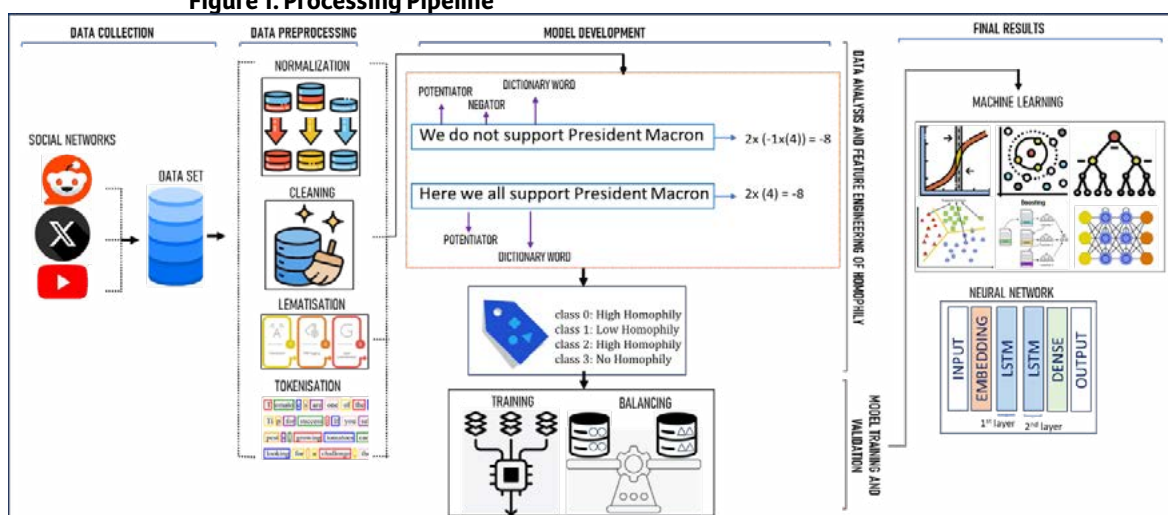 Figure 1. Processing Pipeline
DATA COLLECTION
DATA PREPROCESSING
MODEL DEVELOPMENT
FINAL RESULTS
NORMALIZATION
SOCIAL NETWORKS
DATA SET
CLEANING
LEMATISATION
TOKENISATION
POTENTIATOR
NEGATOR
DICTIONARY WORD
We do not support President Macron
2x (-1x(4)) = -8
Here we all support President Macron
2x (4) = -8
POTENTIATOR
DICTIONARY WORD
class 0: High Homophily
class 1: Low Homophily
class 2: High Homophily
class 3: No Homophily
TRAINING
BALANCING
DATA ANALYSIS AND FEATURE ENGINEERING OF HOMOPHILY
MODEL TRAINING AND
VALIDATION
MACHINE LEARNING
Boosting
NEURAL NETWORK
INPUT
EMBEDDING
LSTM
LSTM
DENSE
OUTPUT
1st layer
2nd layer